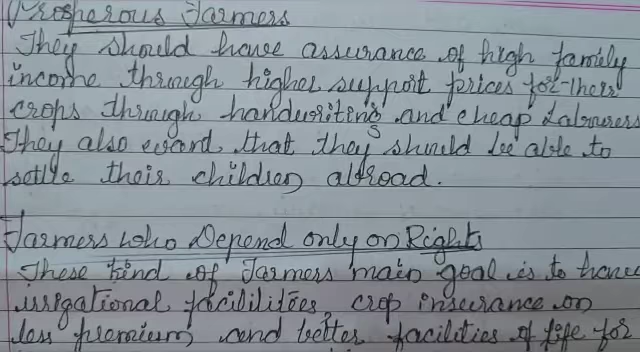 Prosperous Farmers
They should have assurance of high family
income through higher support prices for their
crops through handwriting and cheap Labourers
They also want that they should be able to
settle their children abroad.
Farmers who Depend only on Rights
These kind of Farmers main goal is to have
irrigational facilities, crop insurance on
less premium and better facilities of life for